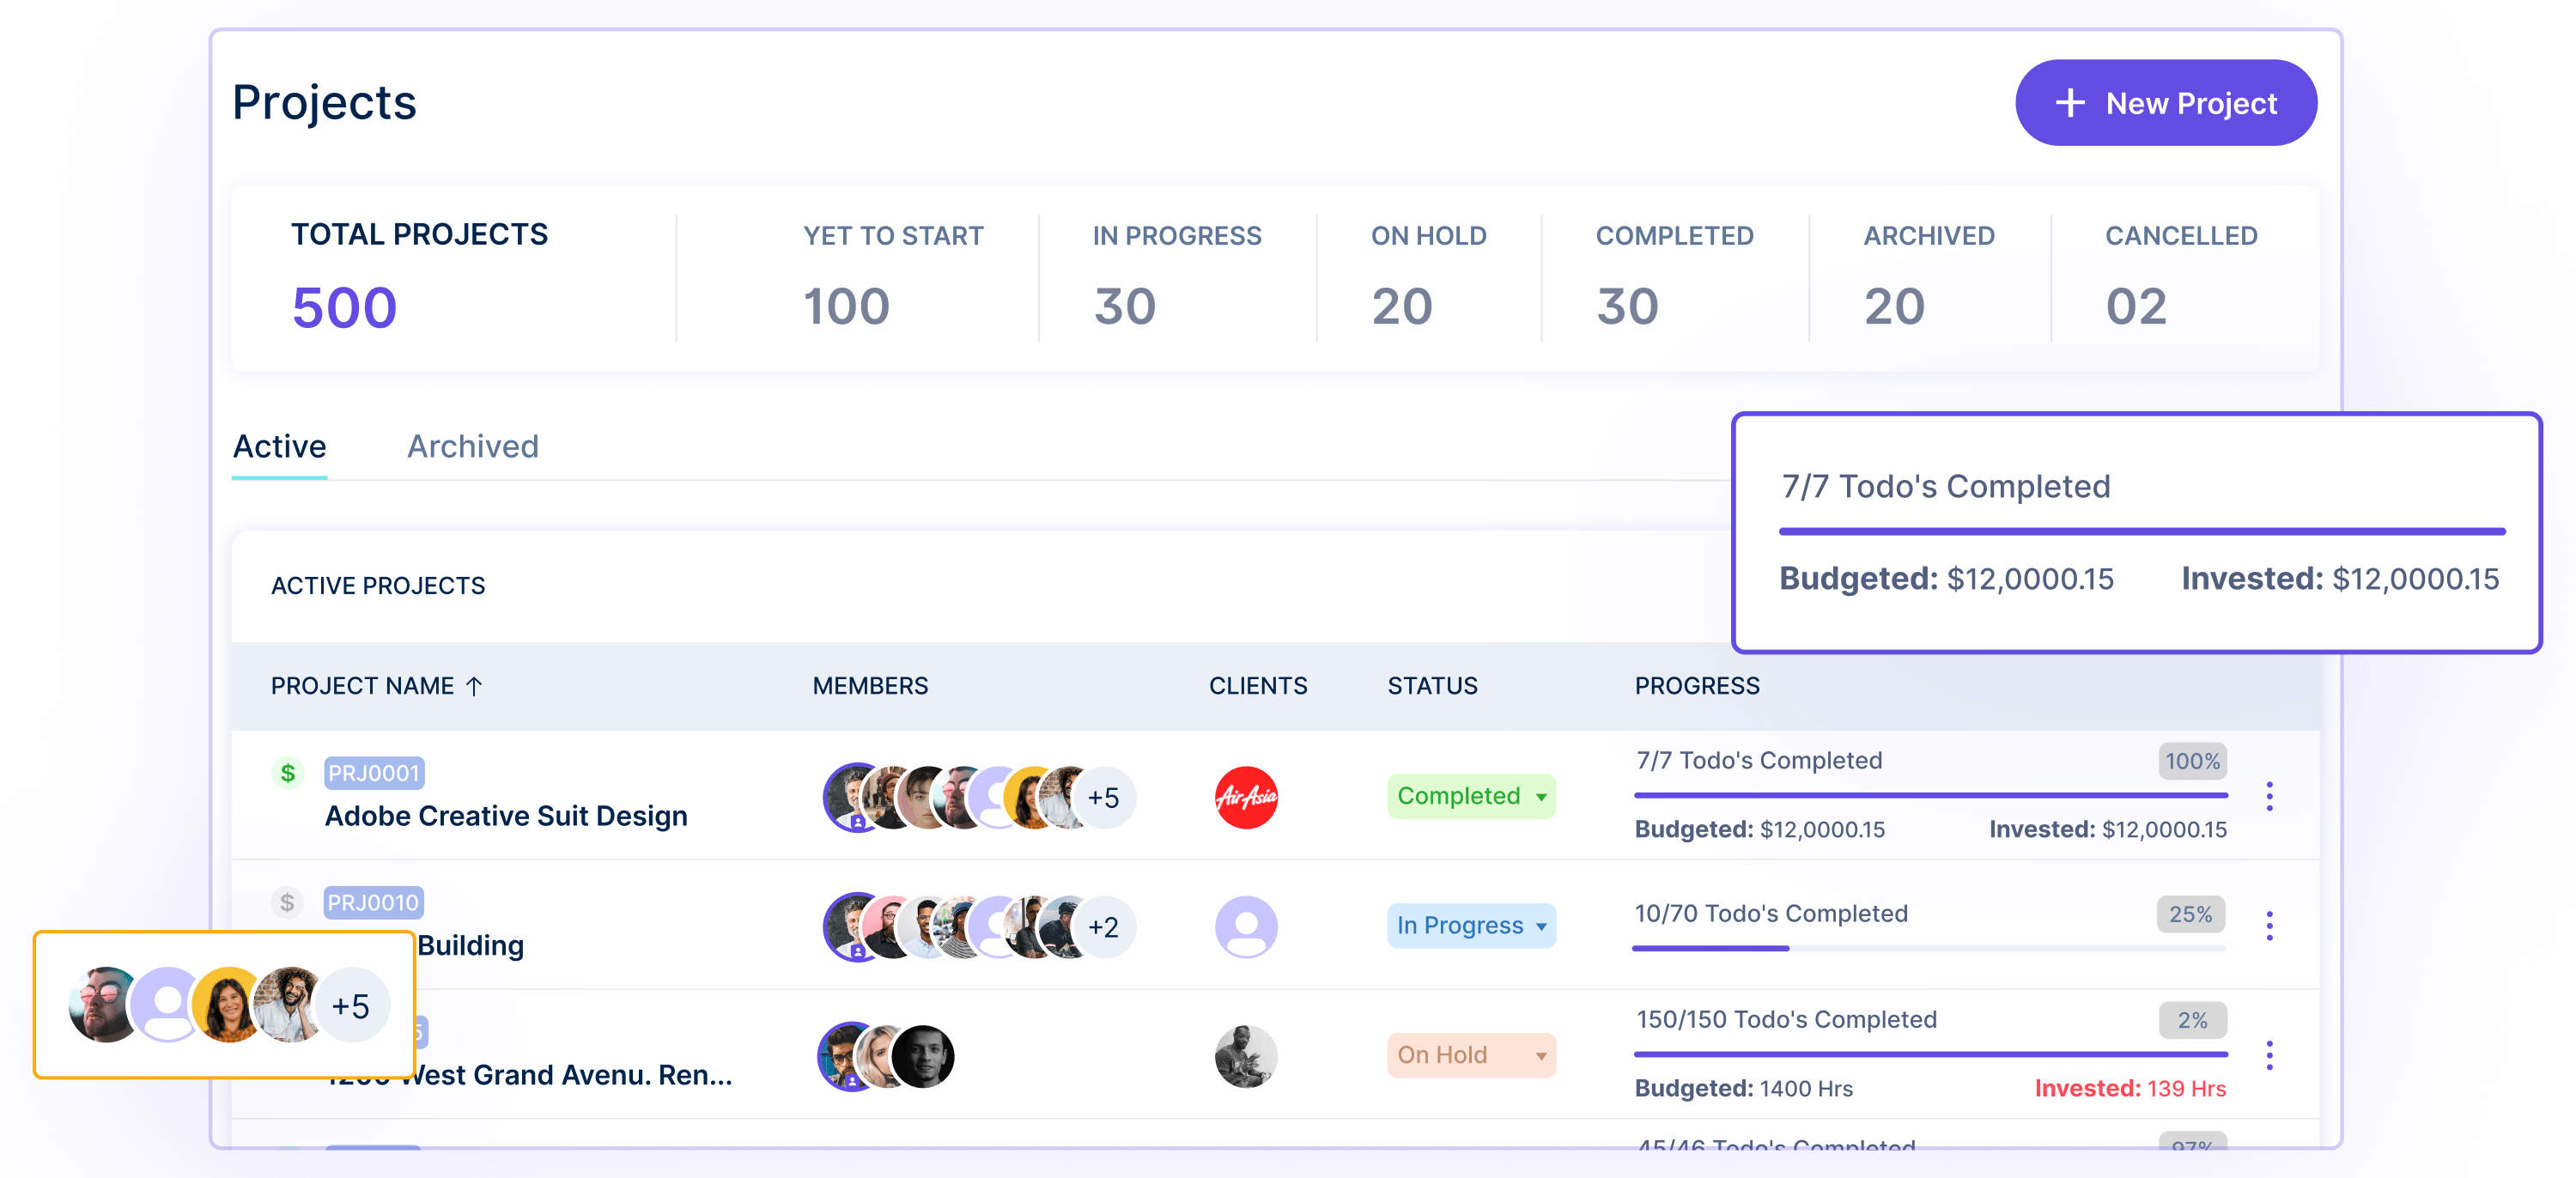 Projects
+ New Project
TOTAL PROJECTS
500
YET TO START
100
IN PROGRESS
30
ON HOLD
20
COMPLETED
30
ARCHIVED
20
CANCELLED
02
Active
Archived
7/7 Todo's Completed
Budgeted: $12,0000.15
Invested: $12,0000.15
ACTIVE PROJECTS
PROJECT NAME ↑
MEMBERS
CLIENTS
STATUS
PROGRESS
$
PRJ0001
Adobe Creative Suit Design
+5
AirAsia
Completed
7/7 Todo's Completed
100%
Budgeted: $12,0000.15
Invested: $12,0000.15
$
PRJ0010
Building
+2
In Progress
10/70 Todo's Completed
25%
+5
West Grand Avenu. Ren...
On Hold
150/150 Todo's Completed
2%
Budgeted: 1400 Hrs
Invested: 139 Hrs
45/46 Todo's Completed
97%